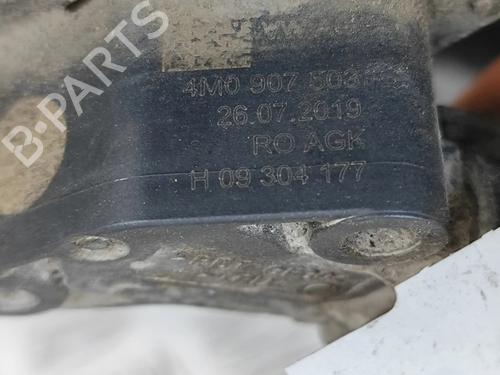 B-PARTS
4M0 907 503
26.07.2019
RO AGK
H 09 304 177